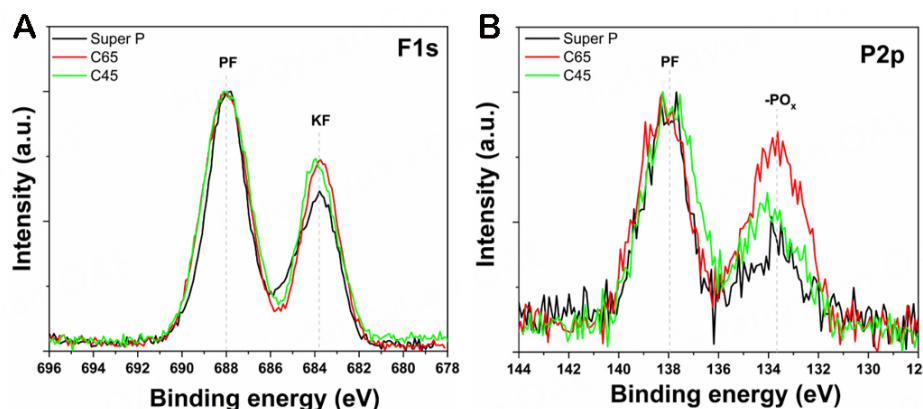 A
F1s
Super P
C65
C45
PF
KF
Intensity (a.u.)
696 694 692 690 688 686 684 682 680 678
Binding energy (eV)
B
P2p
Super P
C65
C45
PF
-POx
Intensity (a.u.)
144 142 140 138 136 134 132 130 128
Binding energy (eV)